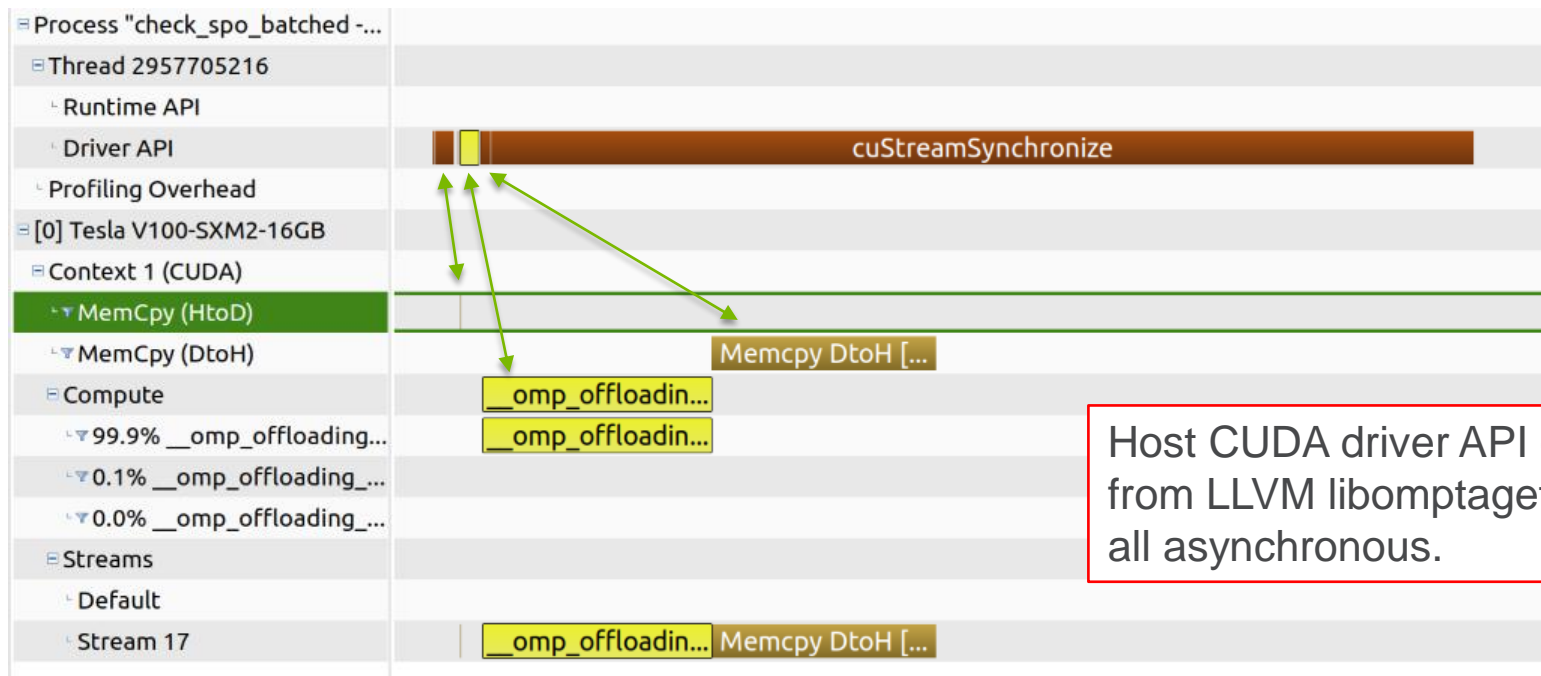 Process "check_spo_batched -...
Thread 2957705216
Runtime API
Driver API
cuStreamSynchronize
Profiling Overhead
[0] Tesla V100-SXM2-16GB
Context 1 (CUDA)
MemCpy (HtoD)
MemCpy (DtoH)
Memcpy DtoH [...
Compute
__omp_offloadin...
99.9% __omp_offloading...
__omp_offloadin...
0.1% __omp_offloading_...
0.0% __omp_offloading_...
Streams
Default
Stream 17
__omp_offloadin...
Memcpy DtoH [...
Host CUDA driver API
from LLVM libomptaget
all asynchronous.